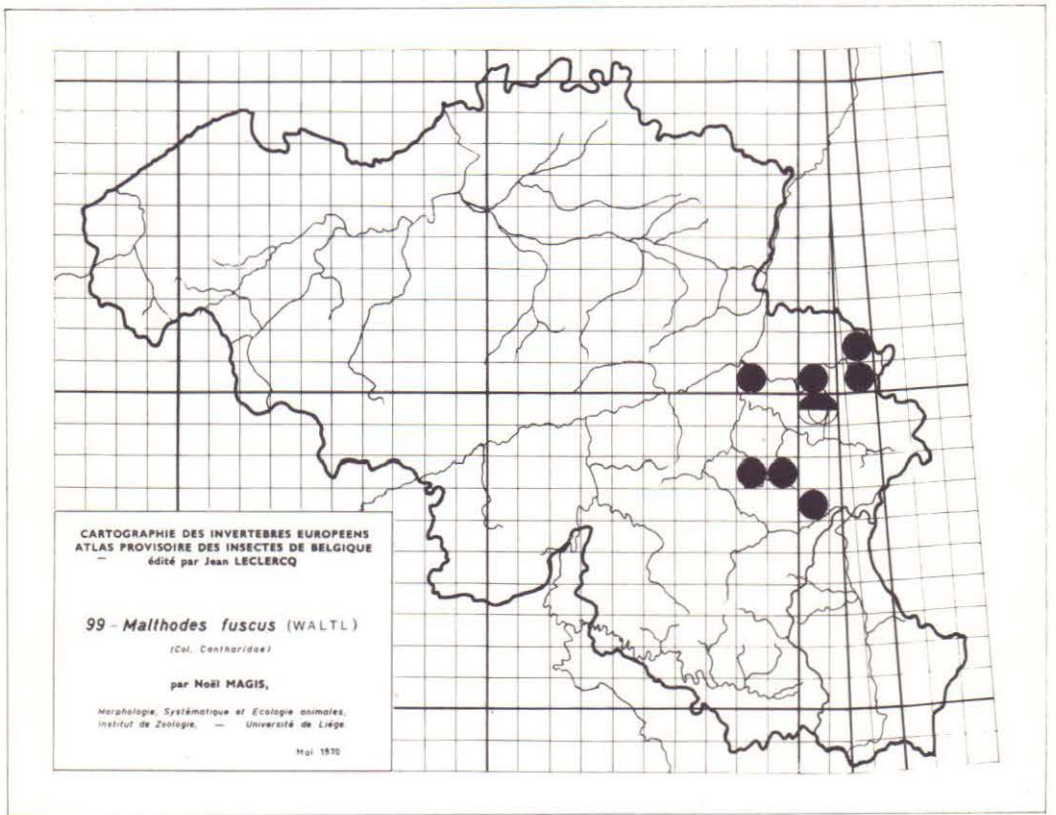 CARTOGRAPHIE DES INVERTEBRES EUROPEENS
ATLAS PROVISOIRE DES INSECTES DE BELGIQUE
édité par Jean LECLERCQ
99 - Malthodes fuscus (WALTL)
(Col. Cantharidae)
par Noël MAGIS,
Morphologie, Systématique et Ecologie animales,
Institut de Zoologie, — Université de Liège
Mai 1970